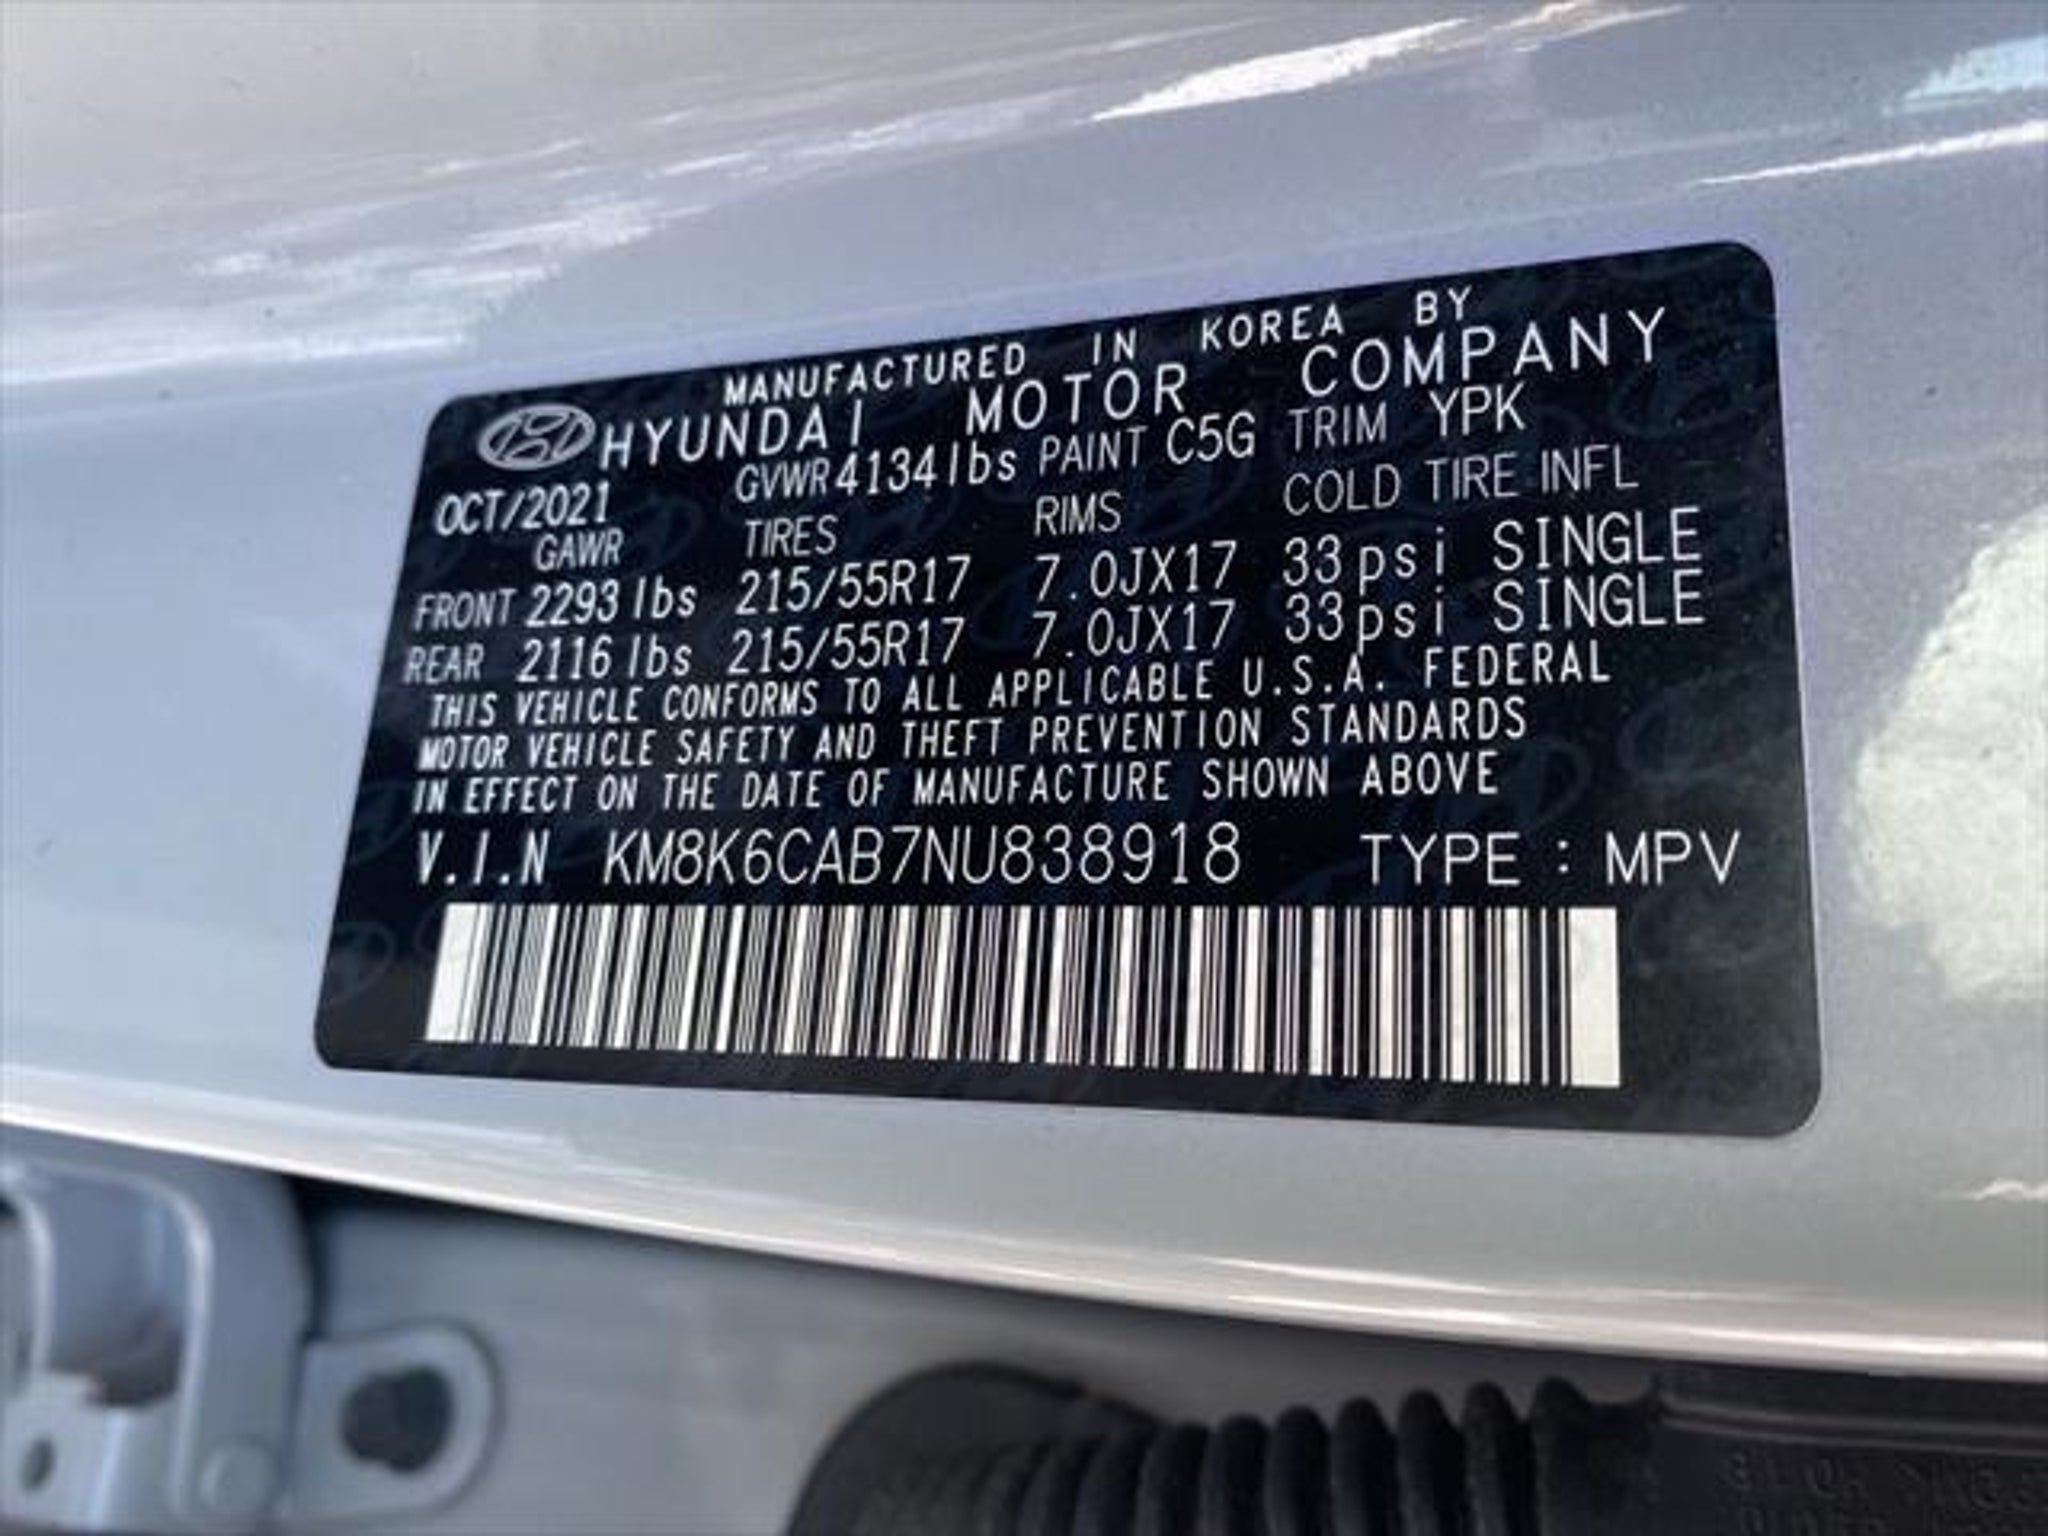 MANUFACTURED IN KOREA BY
HYUNDAI MOTOR COMPANY
OCT/2021 GVWR 4134 lbs PAINT C5G TRIM YPK
GAWR TIRES RIMS COLD TIRE INFL
FRONT 2293 lbs 215/55R17 7.0JX17 33psi SINGLE
REAR 2116 lbs 215/55R17 7.0JX17 33psi SINGLE
THIS VEHICLE CONFORMS TO ALL APPLICABLE U.S.A. FEDERAL
MOTOR VEHICLE SAFETY AND THEFT PREVENTION STANDARDS
IN EFFECT ON THE DATE OF MANUFACTURE SHOWN ABOVE
V.I.N KM8K6CAB7NU838918 TYPE : MPV